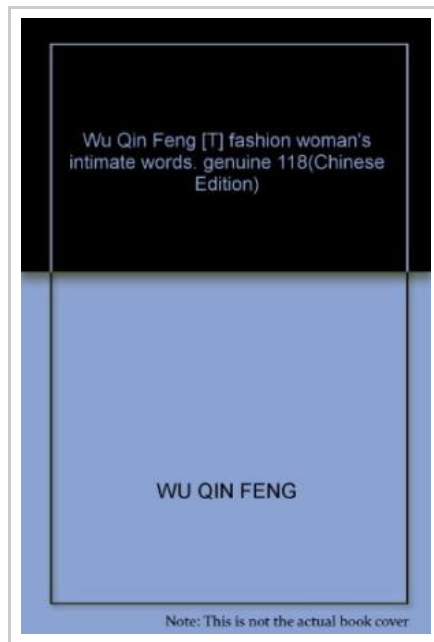 Wu Qin Feng [T] fashion woman's
intimate words. genuine 118(Chinese
Edition)
WU QIN FENG
Note: This is not the actual book cover